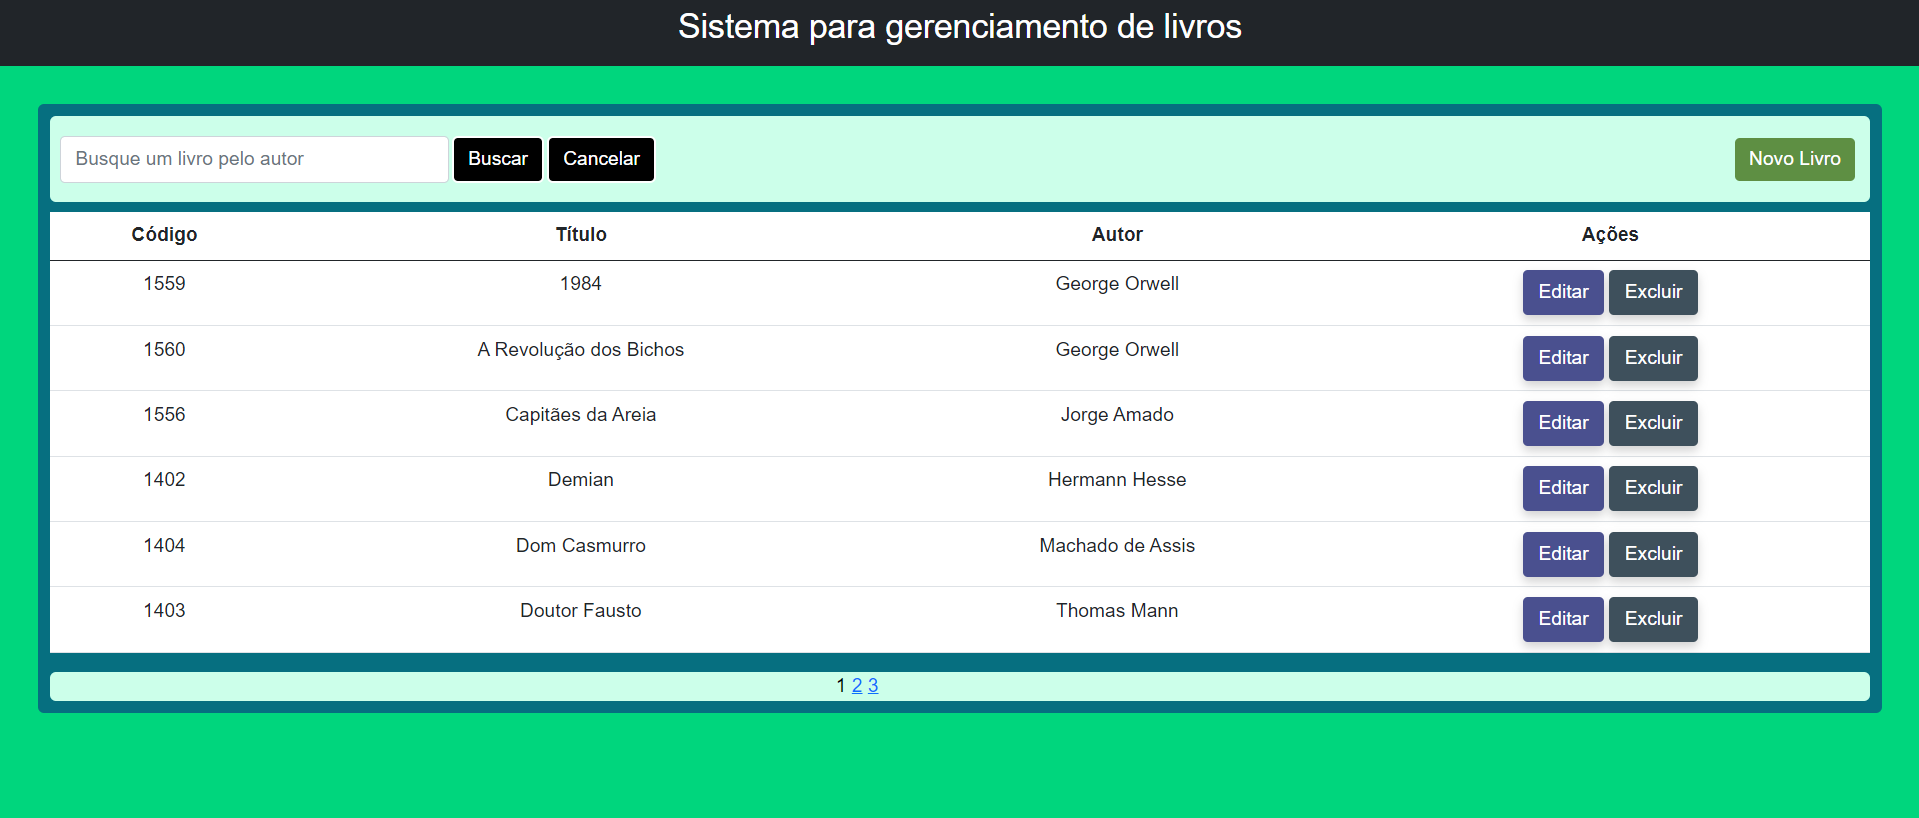 Sistema para gerenciamento de livros
Busque um livro pelo autor Buscar Cancelar Novo Livro
Código Título Autor Ações
1559 1984 George Orwell Editar Excluir
1560 A Revolução dos Bichos George Orwell Editar Excluir
1556 Capitães da Areia Jorge Amado Editar Excluir
1402 Demian Hermann Hesse Editar Excluir
1404 Dom Casmurro Machado de Assis Editar Excluir
1403 Doutor Fausto Thomas Mann Editar Excluir
1 2 3